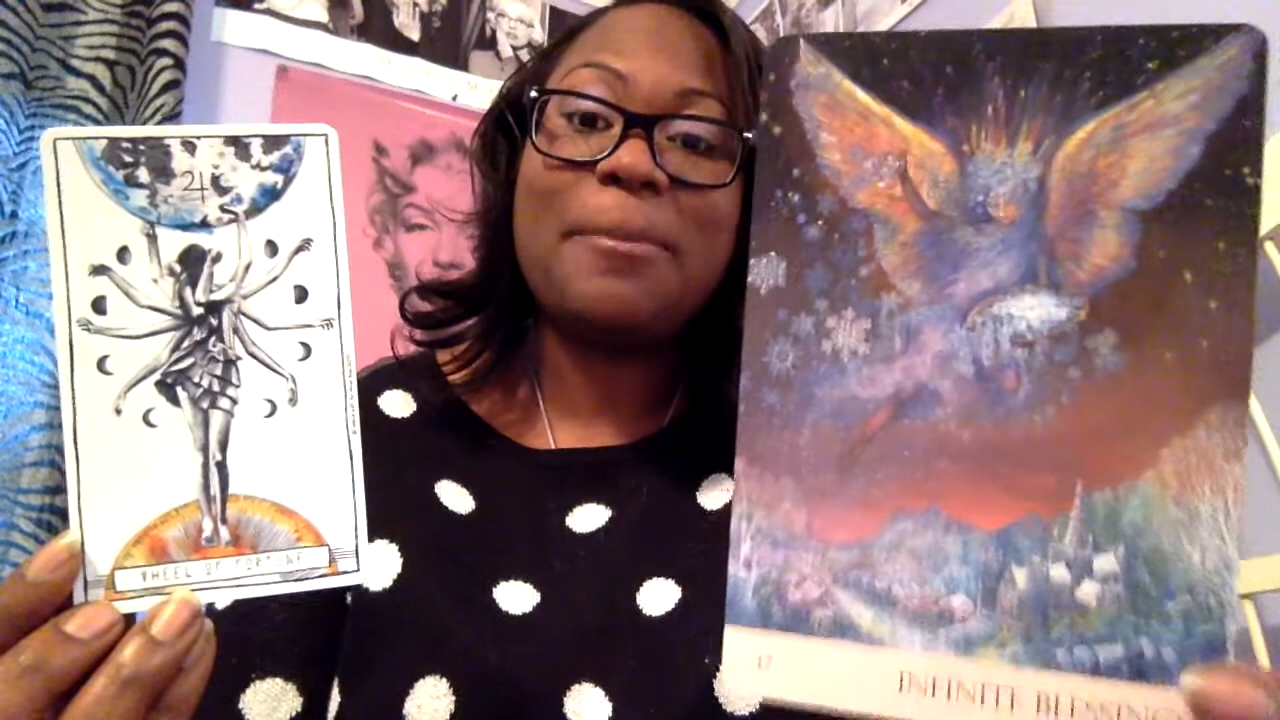 ♃
WHEEL OF FORTUNE
17
INFINITE BLESSINGS